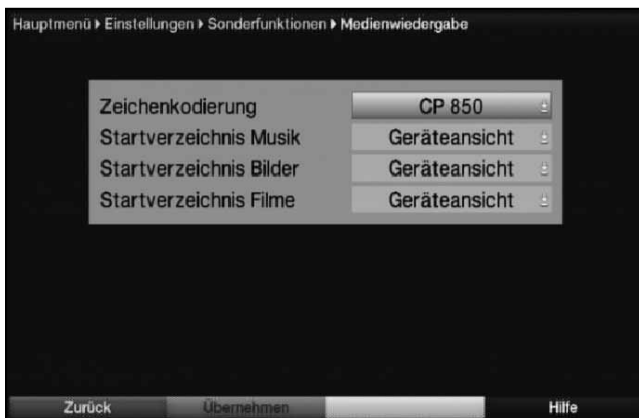 Hauptmenü ▸ Einstellungen ▸ Sonderfunktionen ▸ Medienwiedergabe
Zeichenkodierung CP 850
Startverzeichnis Musik Geräteansicht
Startverzeichnis Bilder Geräteansicht
Startverzeichnis Filme Geräteansicht
Zurück Übernehmen Hilfe